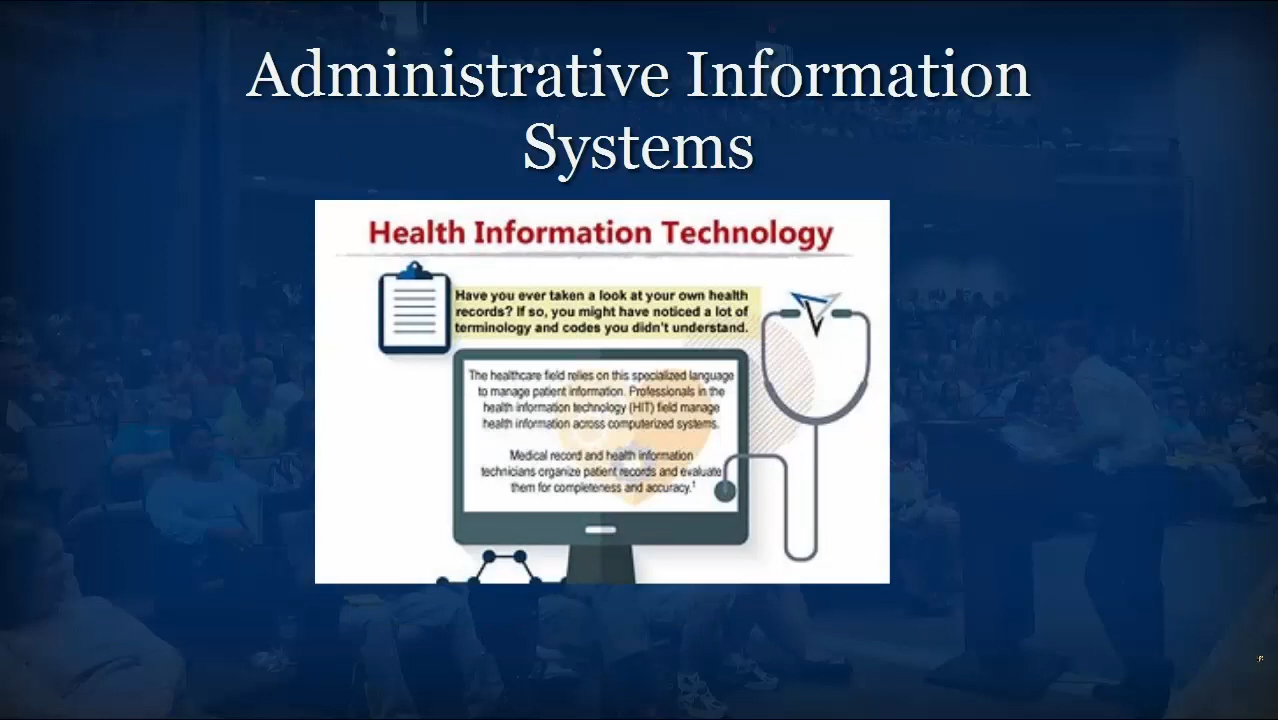 Administrative Information
Systems
Health Information Technology
Have you ever taken a look at your own health
records? If so, you might have noticed a lot of
terminology and codes you didn't understand.
The healthcare field relies on this specialized language
to manage patient information. Professionals in the
health information technology (HIT) field manage
health information across computerized systems.
Medical record and health information
technicians organize patient records and evaluate
them for completeness and accuracy.¹